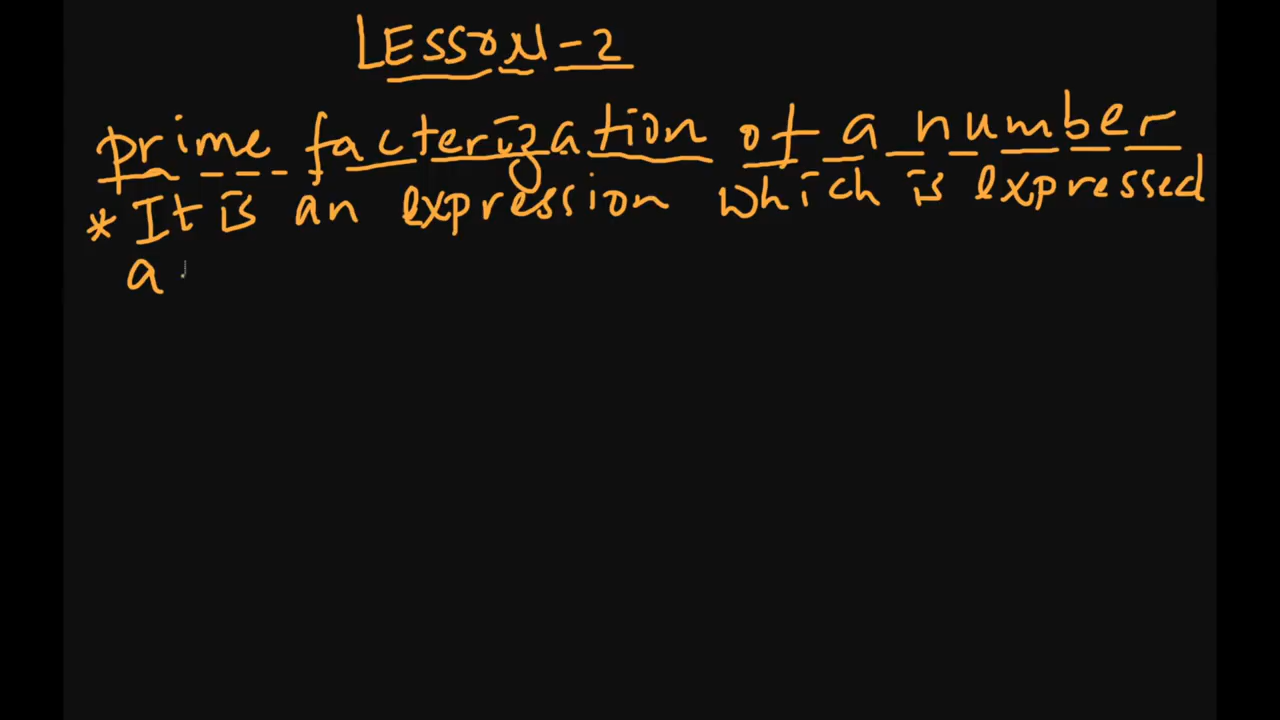 LESSON-2
prime facterization of a number
* It is an expression which is expressed
a